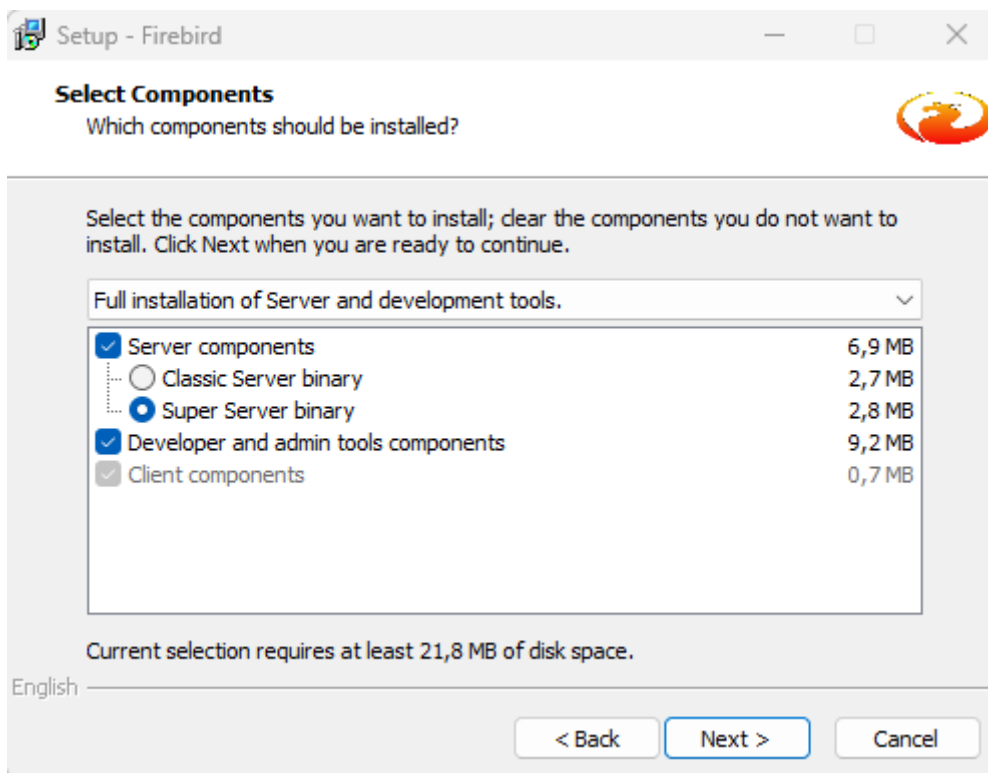 Setup - Firebird
Select Components
Which components should be installed?
Select the components you want to install; clear the components you do not want to
install. Click Next when you are ready to continue.
Full installation of Server and development tools.
Server components 6,9 MB
Classic Server binary 2,7 MB
Super Server binary 2,8 MB
Developer and admin tools components 9,2 MB
Client components 0,7 MB
Current selection requires at least 21,8 MB of disk space.
English
< Back Next > Cancel